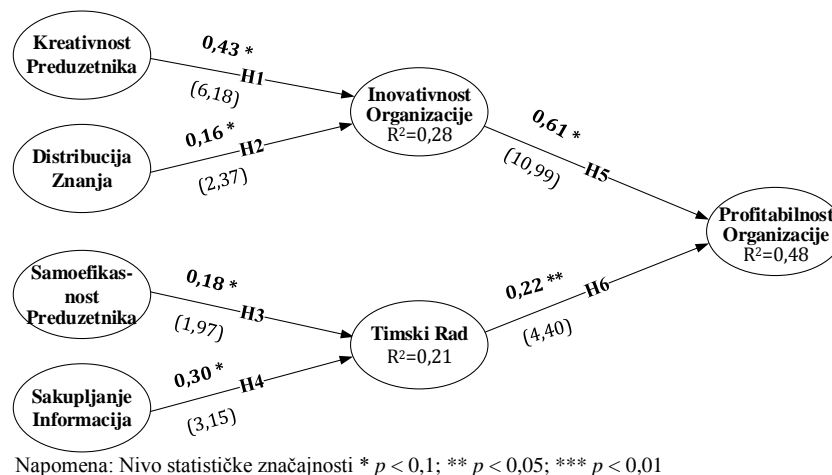 Kreativnost
Preduzetnika
0,43 *
H1
(6,18)
Distribucija
Znanja
0,16 *
H2
(2,37)
Inovativnost
Organizacije
R²=0,28
0,61 *
H5
(10,99)
Samoefikas-
nost
Preduzetnika
0,18 *
H3
(1,97)
Sakupljanje
Informacija
0,30 *
H4
(3,15)
Timski Rad
R²=0,21
0,22 **
H6
(4,40)
Profitabilnost
Organizacije
R²=0,48
Napomena: Nivo statističke značajnosti * p < 0,1; ** p < 0,05; *** p < 0,01